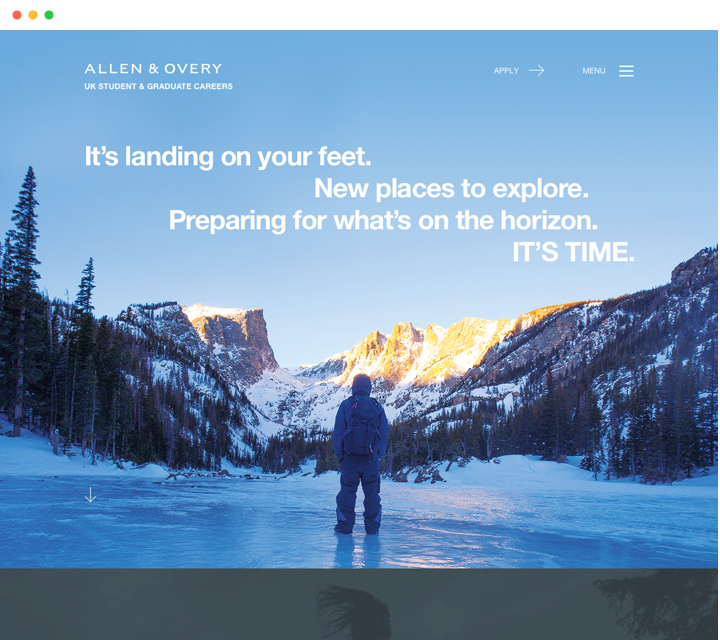 ALLEN & OVERY
UK STUDENT & GRADUATE CAREERS
APPLY
MENU
It’s landing on your feet.
New places to explore.
Preparing for what’s on the horizon.
IT’S TIME.